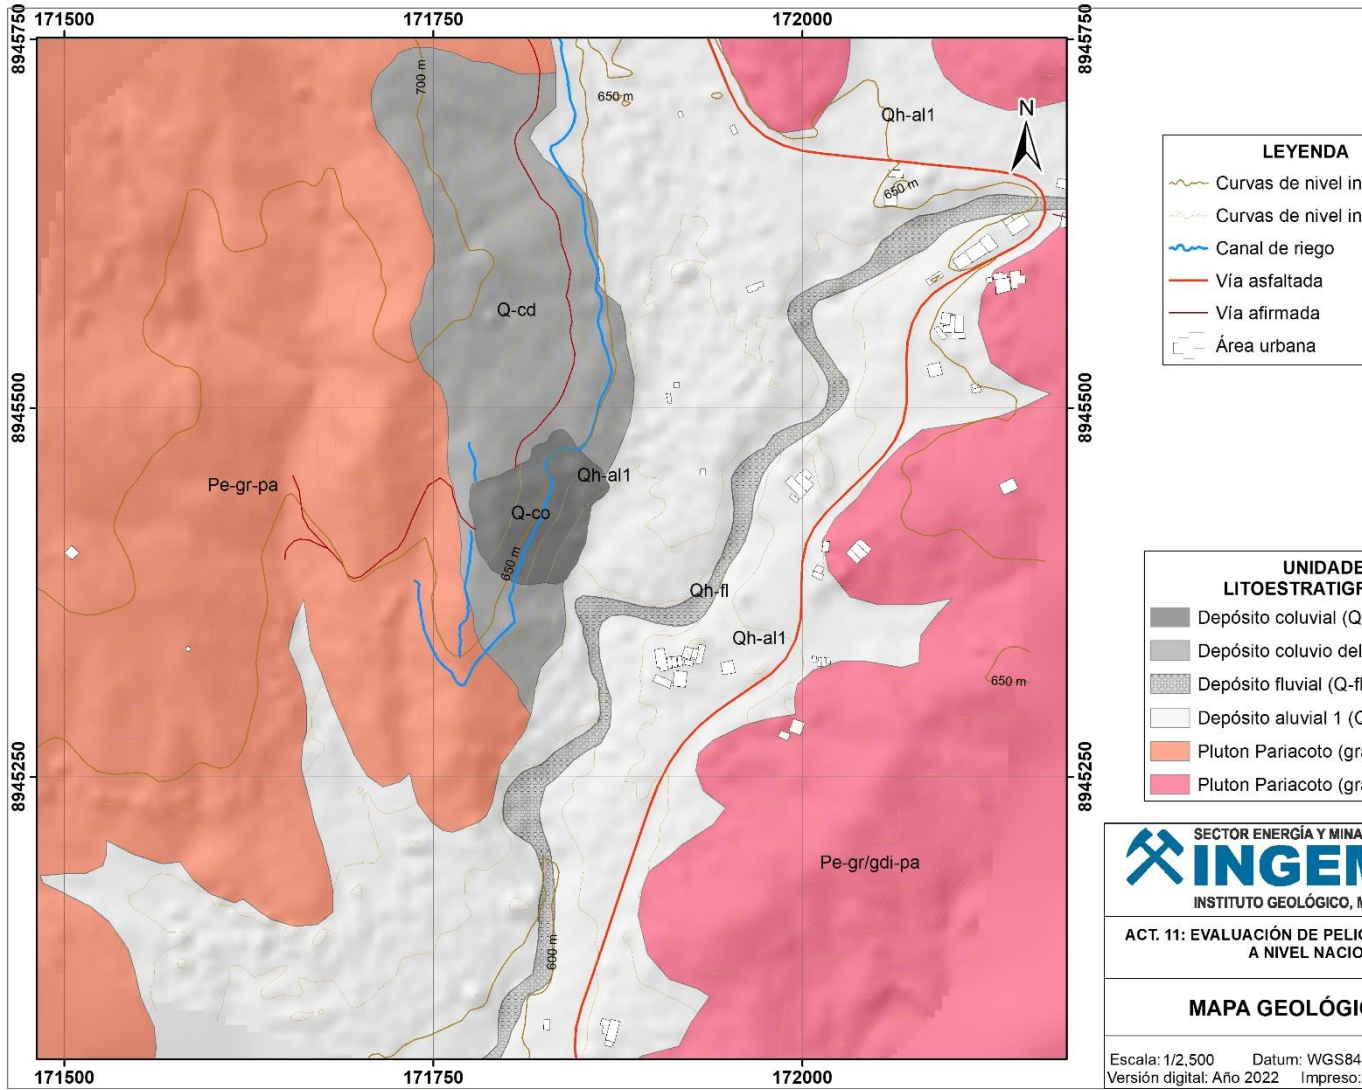 171500
171750
172000
8945750
8945750
700 m
650 m
Qh-al1
N
650 m
Q-cd
8945500
8945500
Pe-gr-pa
Qh-al1
Q-co
650 m
Qh-fl
Qh-al1
650 m
8945250
8945250
Pe-gr/gdi-pa
600 m
171500
171750
172000
LEYENDA
Curvas de nivel in
Curvas de nivel in
Canal de riego
Vía asfaltada
Vía afirmada
Área urbana
UNIDADE
LITOESTRATIGR
Depósito coluvial (Q
Depósito coluvio del
Depósito fluvial (Q-fl
Depósito aluvial 1 (Q
Pluton Pariacoto (gra
Pluton Pariacoto (gra
SECTOR ENERGÍA Y MINA
INGEM
INSTITUTO GEOLÓGICO, M
ACT. 11: EVALUACIÓN DE PELIG
A NIVEL NACIO
MAPA GEOLÓGIC
Escala: 1/2,500 Datum: WGS84
Versión digital: Año 2022 Impreso: